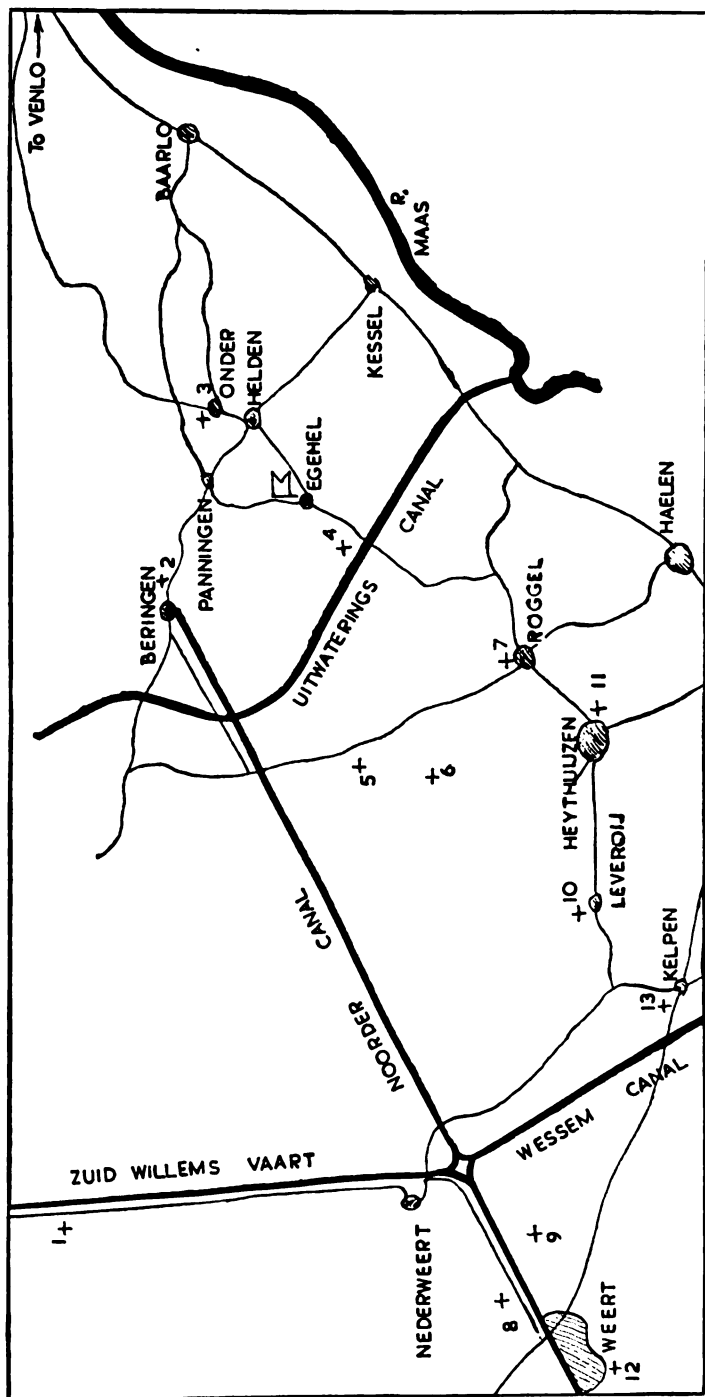 To VENLO
BAARLO
R.
MAAS
ONDER
3
HELDEN
KESSEL
EGEHEL
PANNINGEN
2
BERINGEN
4
UITWATERINGS CANAL
HAELEN
ROGGEL
7
11
HEYTHUIJZEN
5
6
LEVEROIJ
10
NOORDER CANAL
KELPEN
13
WESSEM CANAL
ZUID WILLEMS VAART
1
NEDERWEERT
9
8
WEERT
12